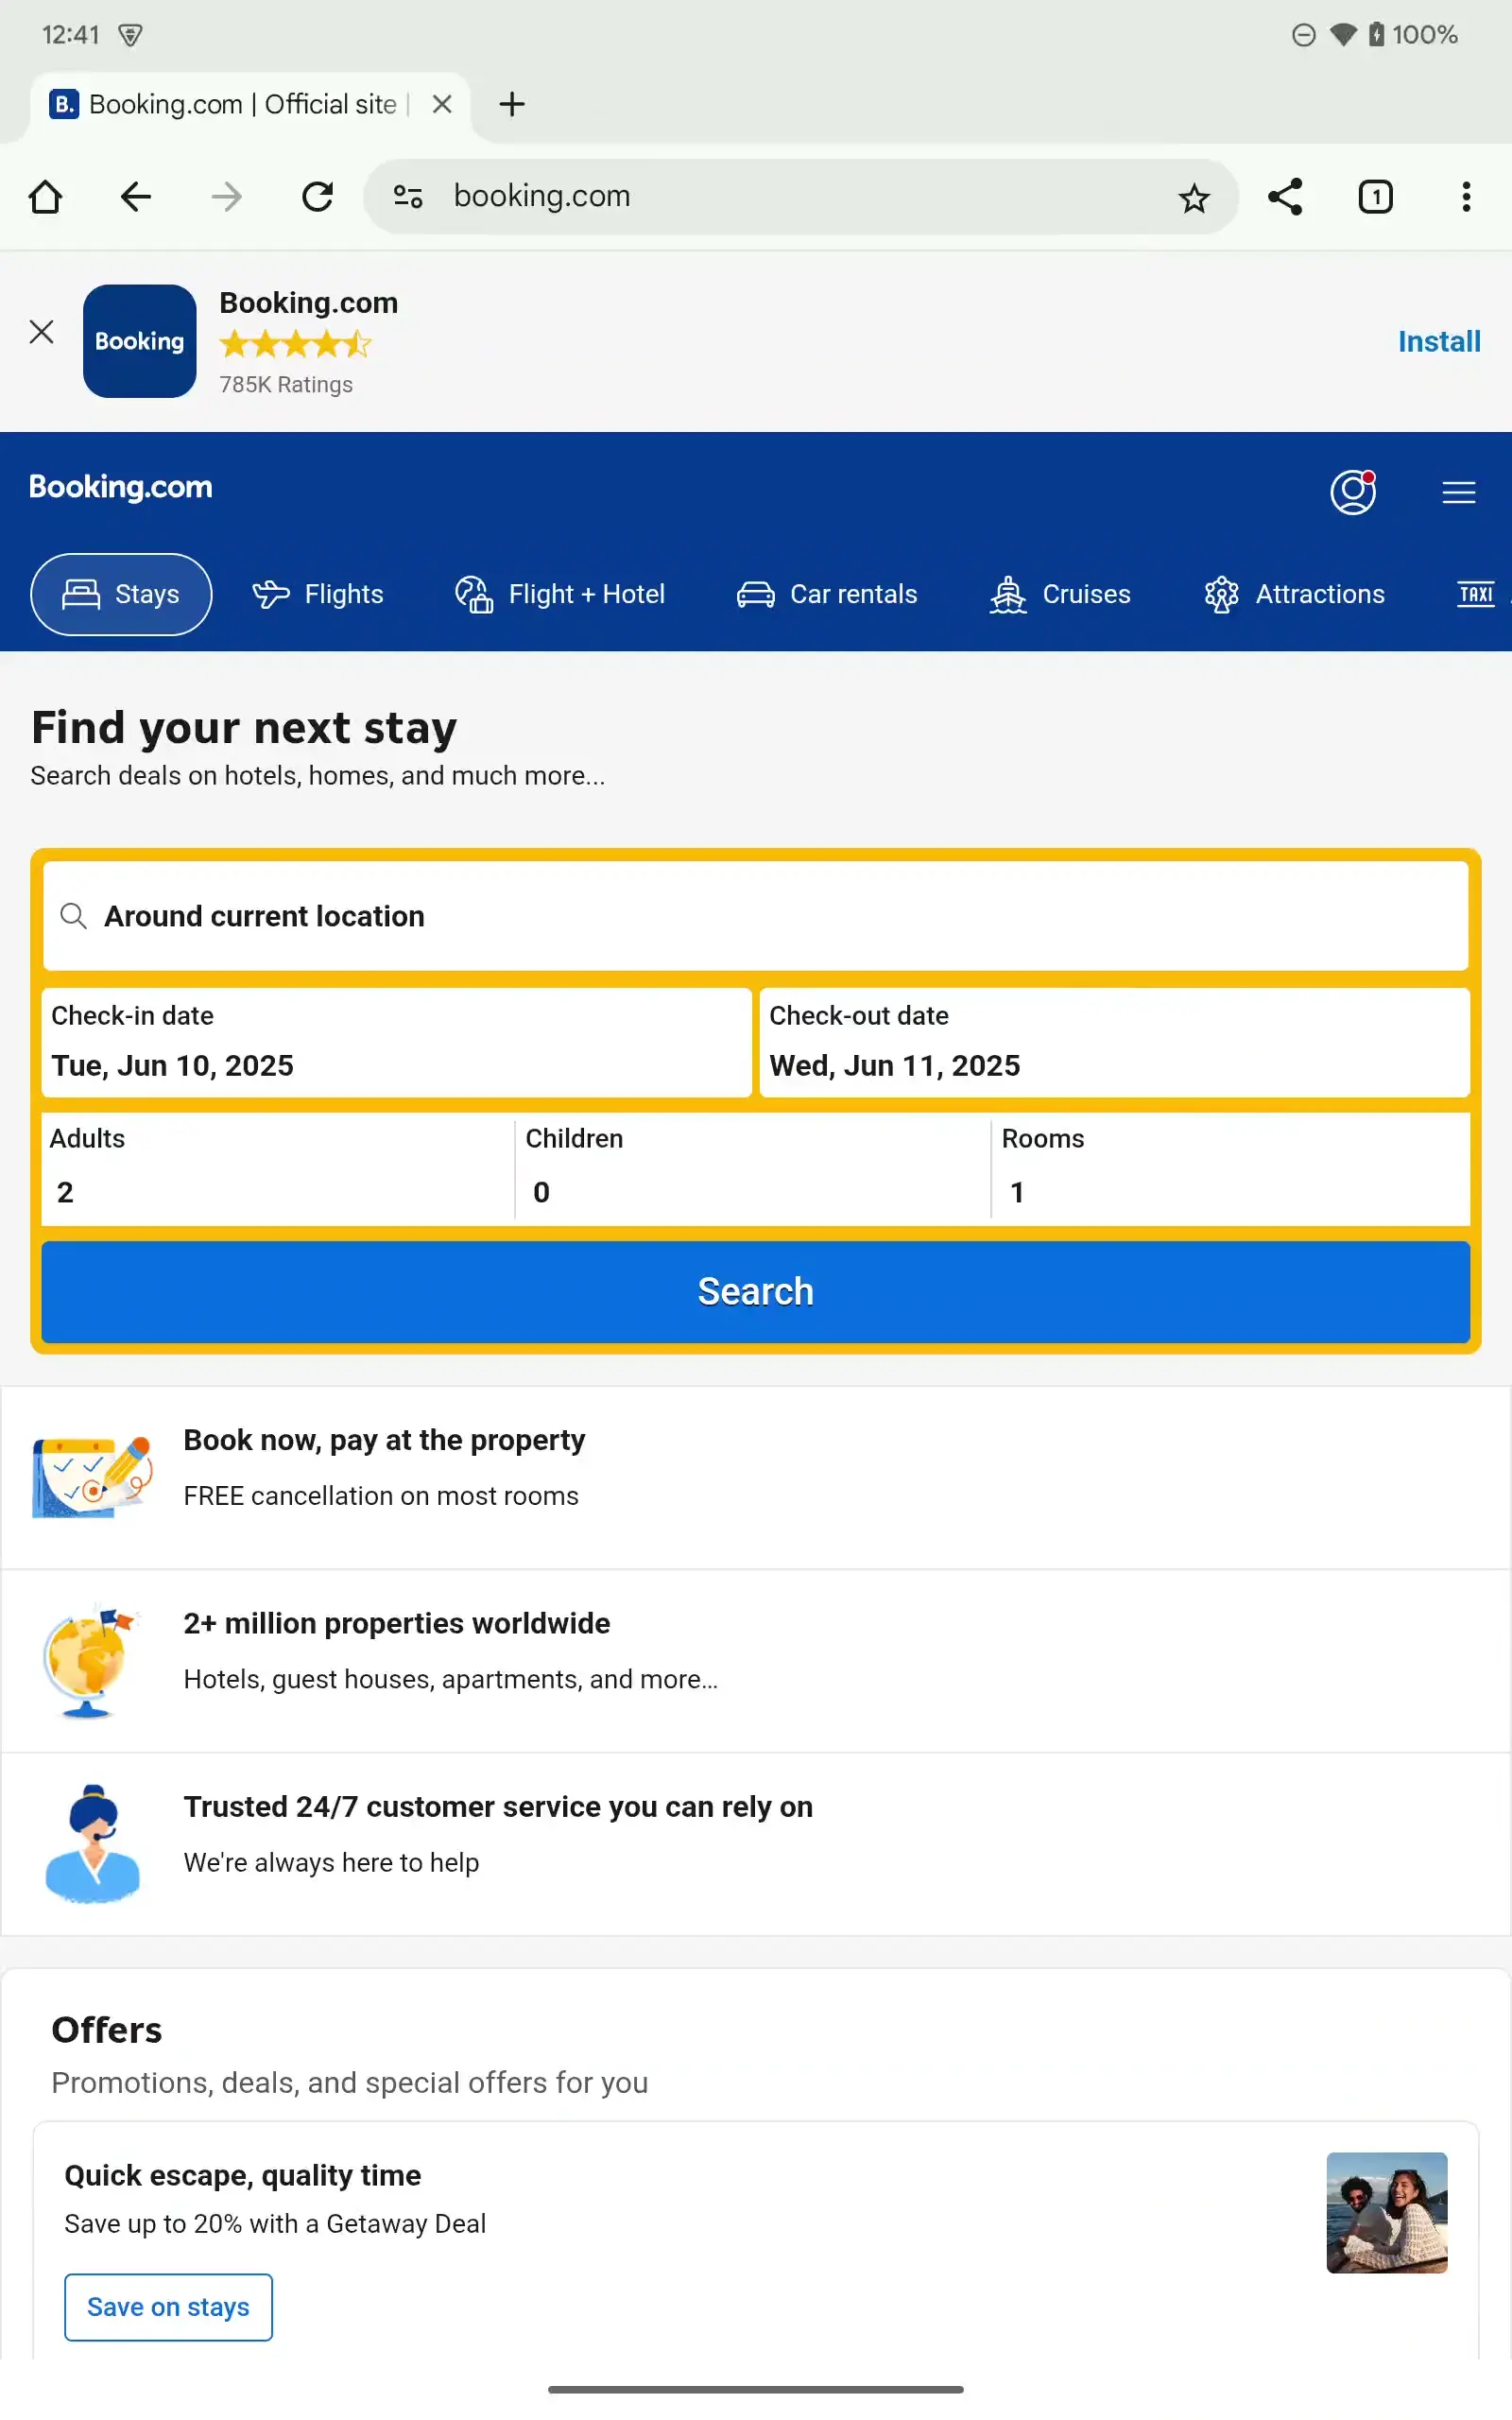 12:41
100%
B. Booking.com | Official site |
booking.com
1
Booking
Booking.com
785K Ratings
Install
Booking.com
Stays
Flights
Flight + Hotel
Car rentals
Cruises
Attractions
TAXI
Find your next stay
Search deals on hotels, homes, and much more...
Around current location
Check-in date
Tue, Jun 10, 2025
Check-out date
Wed, Jun 11, 2025
Adults
2
Children
0
Rooms
1
Search
Book now, pay at the property
FREE cancellation on most rooms
2+ million properties worldwide
Hotels, guest houses, apartments, and more…
Trusted 24/7 customer service you can rely on
We're always here to help
Offers
Promotions, deals, and special offers for you
Quick escape, quality time
Save up to 20% with a Getaway Deal
Save on stays